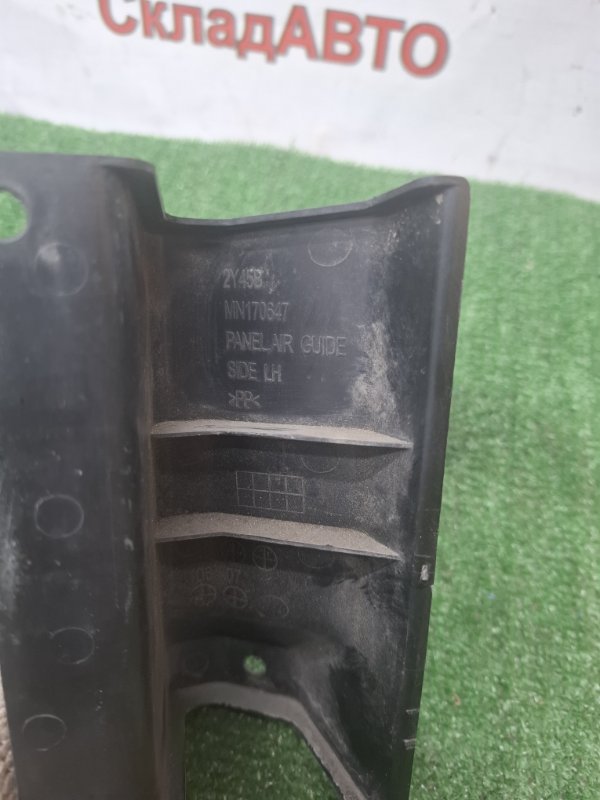 СкладАВТО
2Y45B
MN170647
PANEL AIR GUIDE
SIDE LH
>PP<